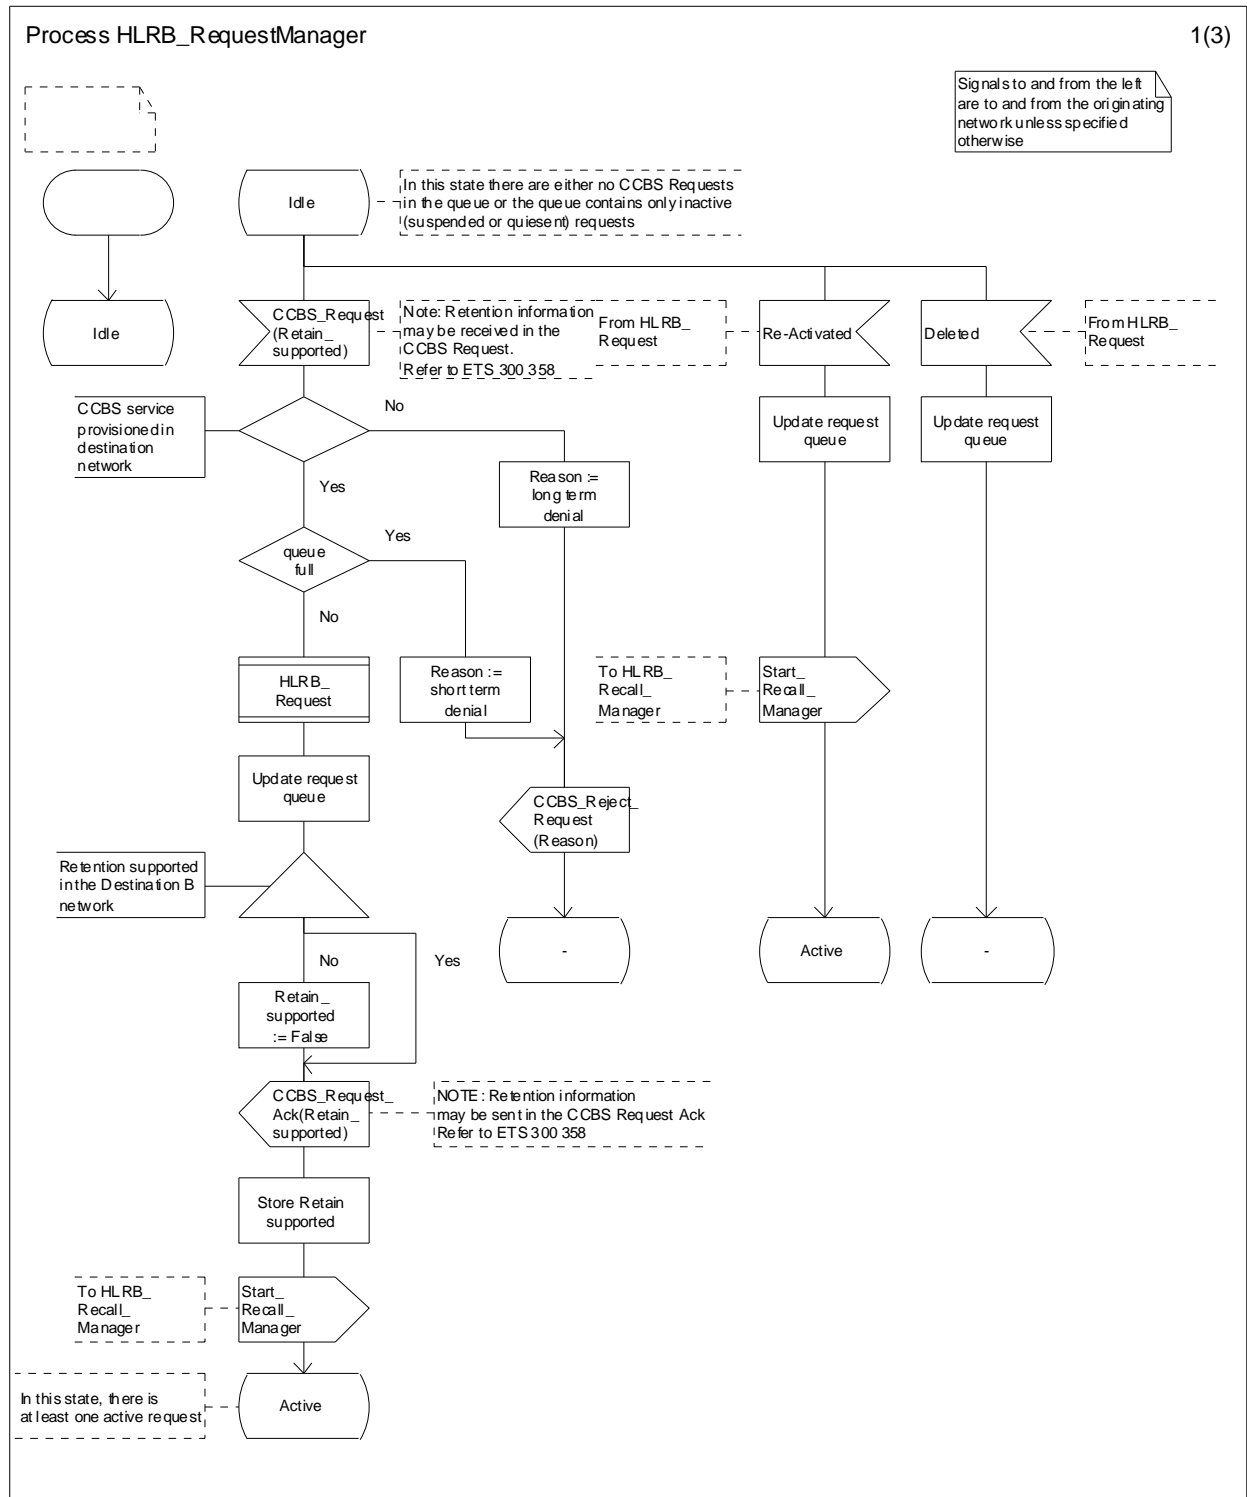 Process HLRB_RequestManager
1(3)
Signals to and from the left
are to and from the originating
network unless specified
otherwise
Idle
In this state there are either no CCBS Requests
in the queue or the queue contains only inactive
(suspended or quiesent) requests
Idle
CCBS_Request
(Retain_
supported)
Note: Retention information
may be received in the
CCBS Request.
Refer to ETS 300 358
From HLRB_
Request
Re-Activated
Deleted
From HLRB_
Request
CCBS service
provisioned in
destination
network
No
Yes
Reason :=
long term
denial
Update request
queue
Update request
queue
queue
full
Yes
No
HLRB_
Request
Reason :=
short term
denial
To HLRB_
Recall_
Manager
Start_
Recall_
Manager
Update request
queue
CCBS_Reject_
Request
(Reason)
Retention supported
in the Destination B
network
No
Yes
-
Active
-
Retain_
supported
:= False
CCBS_Request_
Ack(Retain_
supported)
NOTE: Retention information
may be sent in the CCBS Request Ack
Refer to ETS 300 358
Store Retain
supported
To HLRB_
Recall_
Manager
Start_
Recall_
Manager
In this state, there is
at least one active request
Active